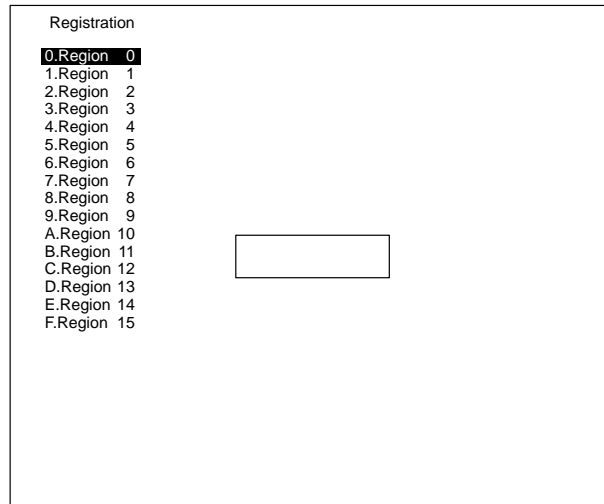 Registration
0.Region 0
1.Region 1
2.Region 2
3.Region 3
4.Region 4
5.Region 5
6.Region 6
7.Region 7
8.Region 8
9.Region 9
A.Region 10
B.Region 11
C.Region 12
D.Region 13
E.Region 14
F.Region 15